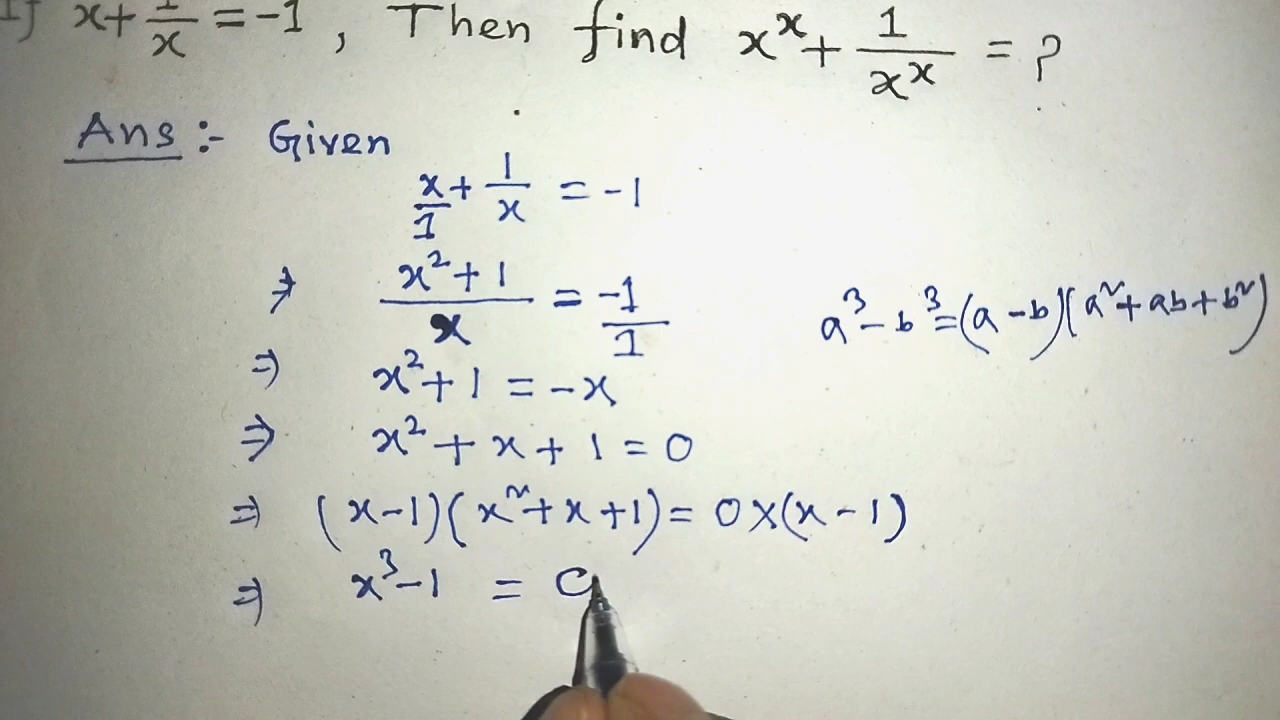 If x + 1/x = -1 , Then find x^x + 1/x^x = ?
Ans :- Given
x/1 + 1/x = -1
⇒ (x² + 1)/x = -1/1
a³ - b³ = (a - b)(a² + ab + b²)
⇒ x² + 1 = -x
⇒ x² + x + 1 = 0
⇒ (x - 1)(x² + x + 1) = 0 × (x - 1)
⇒ x³ - 1 =